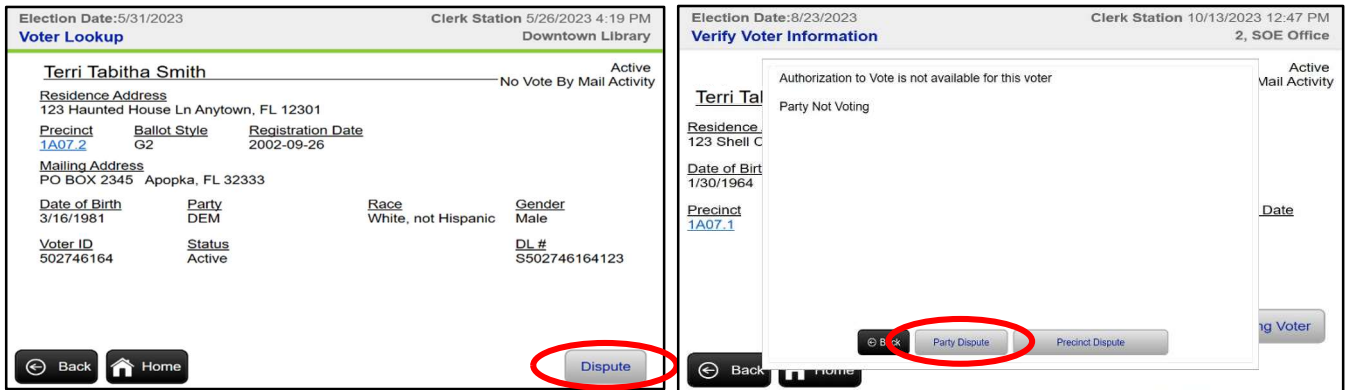 Election Date:5/31/2023 Clerk Station 5/26/2023 4:19 PM
Voter Lookup Downtown Library
Terri Tabitha Smith Active
No Vote By Mail Activity
Residence Address
123 Haunted House Ln Anytown, FL 12301
Precinct Ballot Style Registration Date
1A07.2 G2 2002-09-26
Mailing Address
PO BOX 2345 Apopka, FL 32333
Date of Birth Party Race Gender
3/16/1981 DEM White, not Hispanic Male
Voter ID Status DL #
502746164 Active S502746164123
Back Home Dispute
Election Date:8/23/2023 Clerk Station 10/13/2023 12:47 PM
Verify Voter Information 2, SOE Office
Active
Mail Activity
Authorization to Vote is not available for this voter
Party Not Voting
Terri Tal
Residence
123 Shell C
Date of Birt
1/30/1964
Precinct Date
1A07.1
ng Voter
Back Party Dispute Precinct Dispute
Back Home